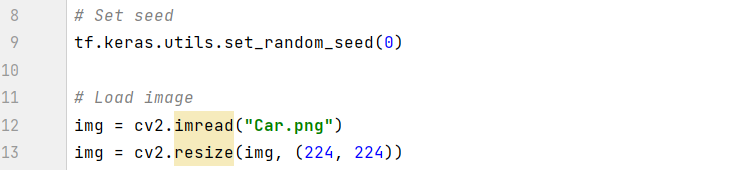 8 # Set seed
9 tf.keras.utils.set_random_seed(0)
10
11 # Load image
12 img = cv2.imread("Car.png")
13 img = cv2.resize(img, (224, 224))